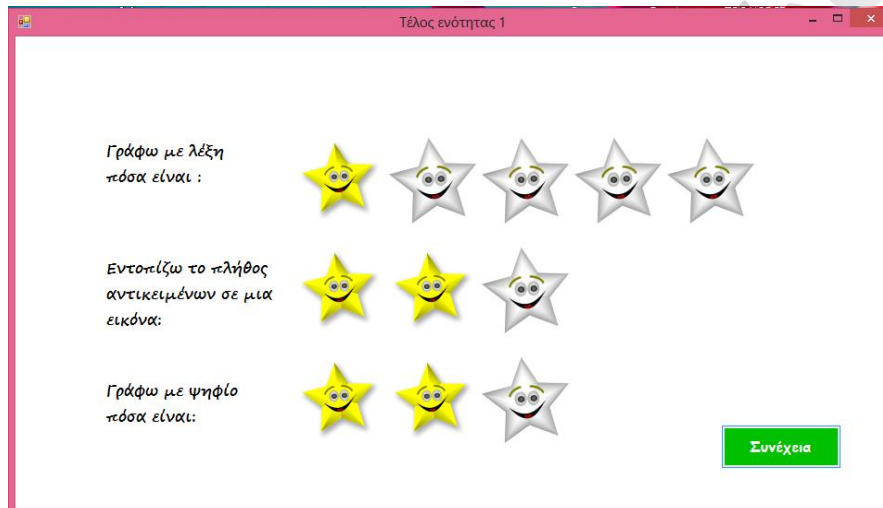 Τέλος ενότητας 1
Γράφω με λέξη
πόσα είναι :
Εντοπίζω το πλήθος
αντικειμένων σε μια
εικόνα:
Γράφω με ψηφίο
πόσα είναι:
Συνέχεια